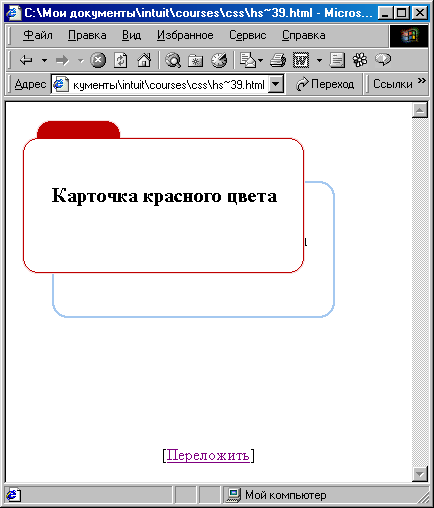 C:\Мои документы\intuit\courses\css\hs~39.html - Micros...
Файл Правка Вид Избранное Сервис Справка
Адрес кументы\intuit\courses\css\hs~39.html Переход Ссылки »
Карточка красного цвета
[Переложить]
Мой компьютер